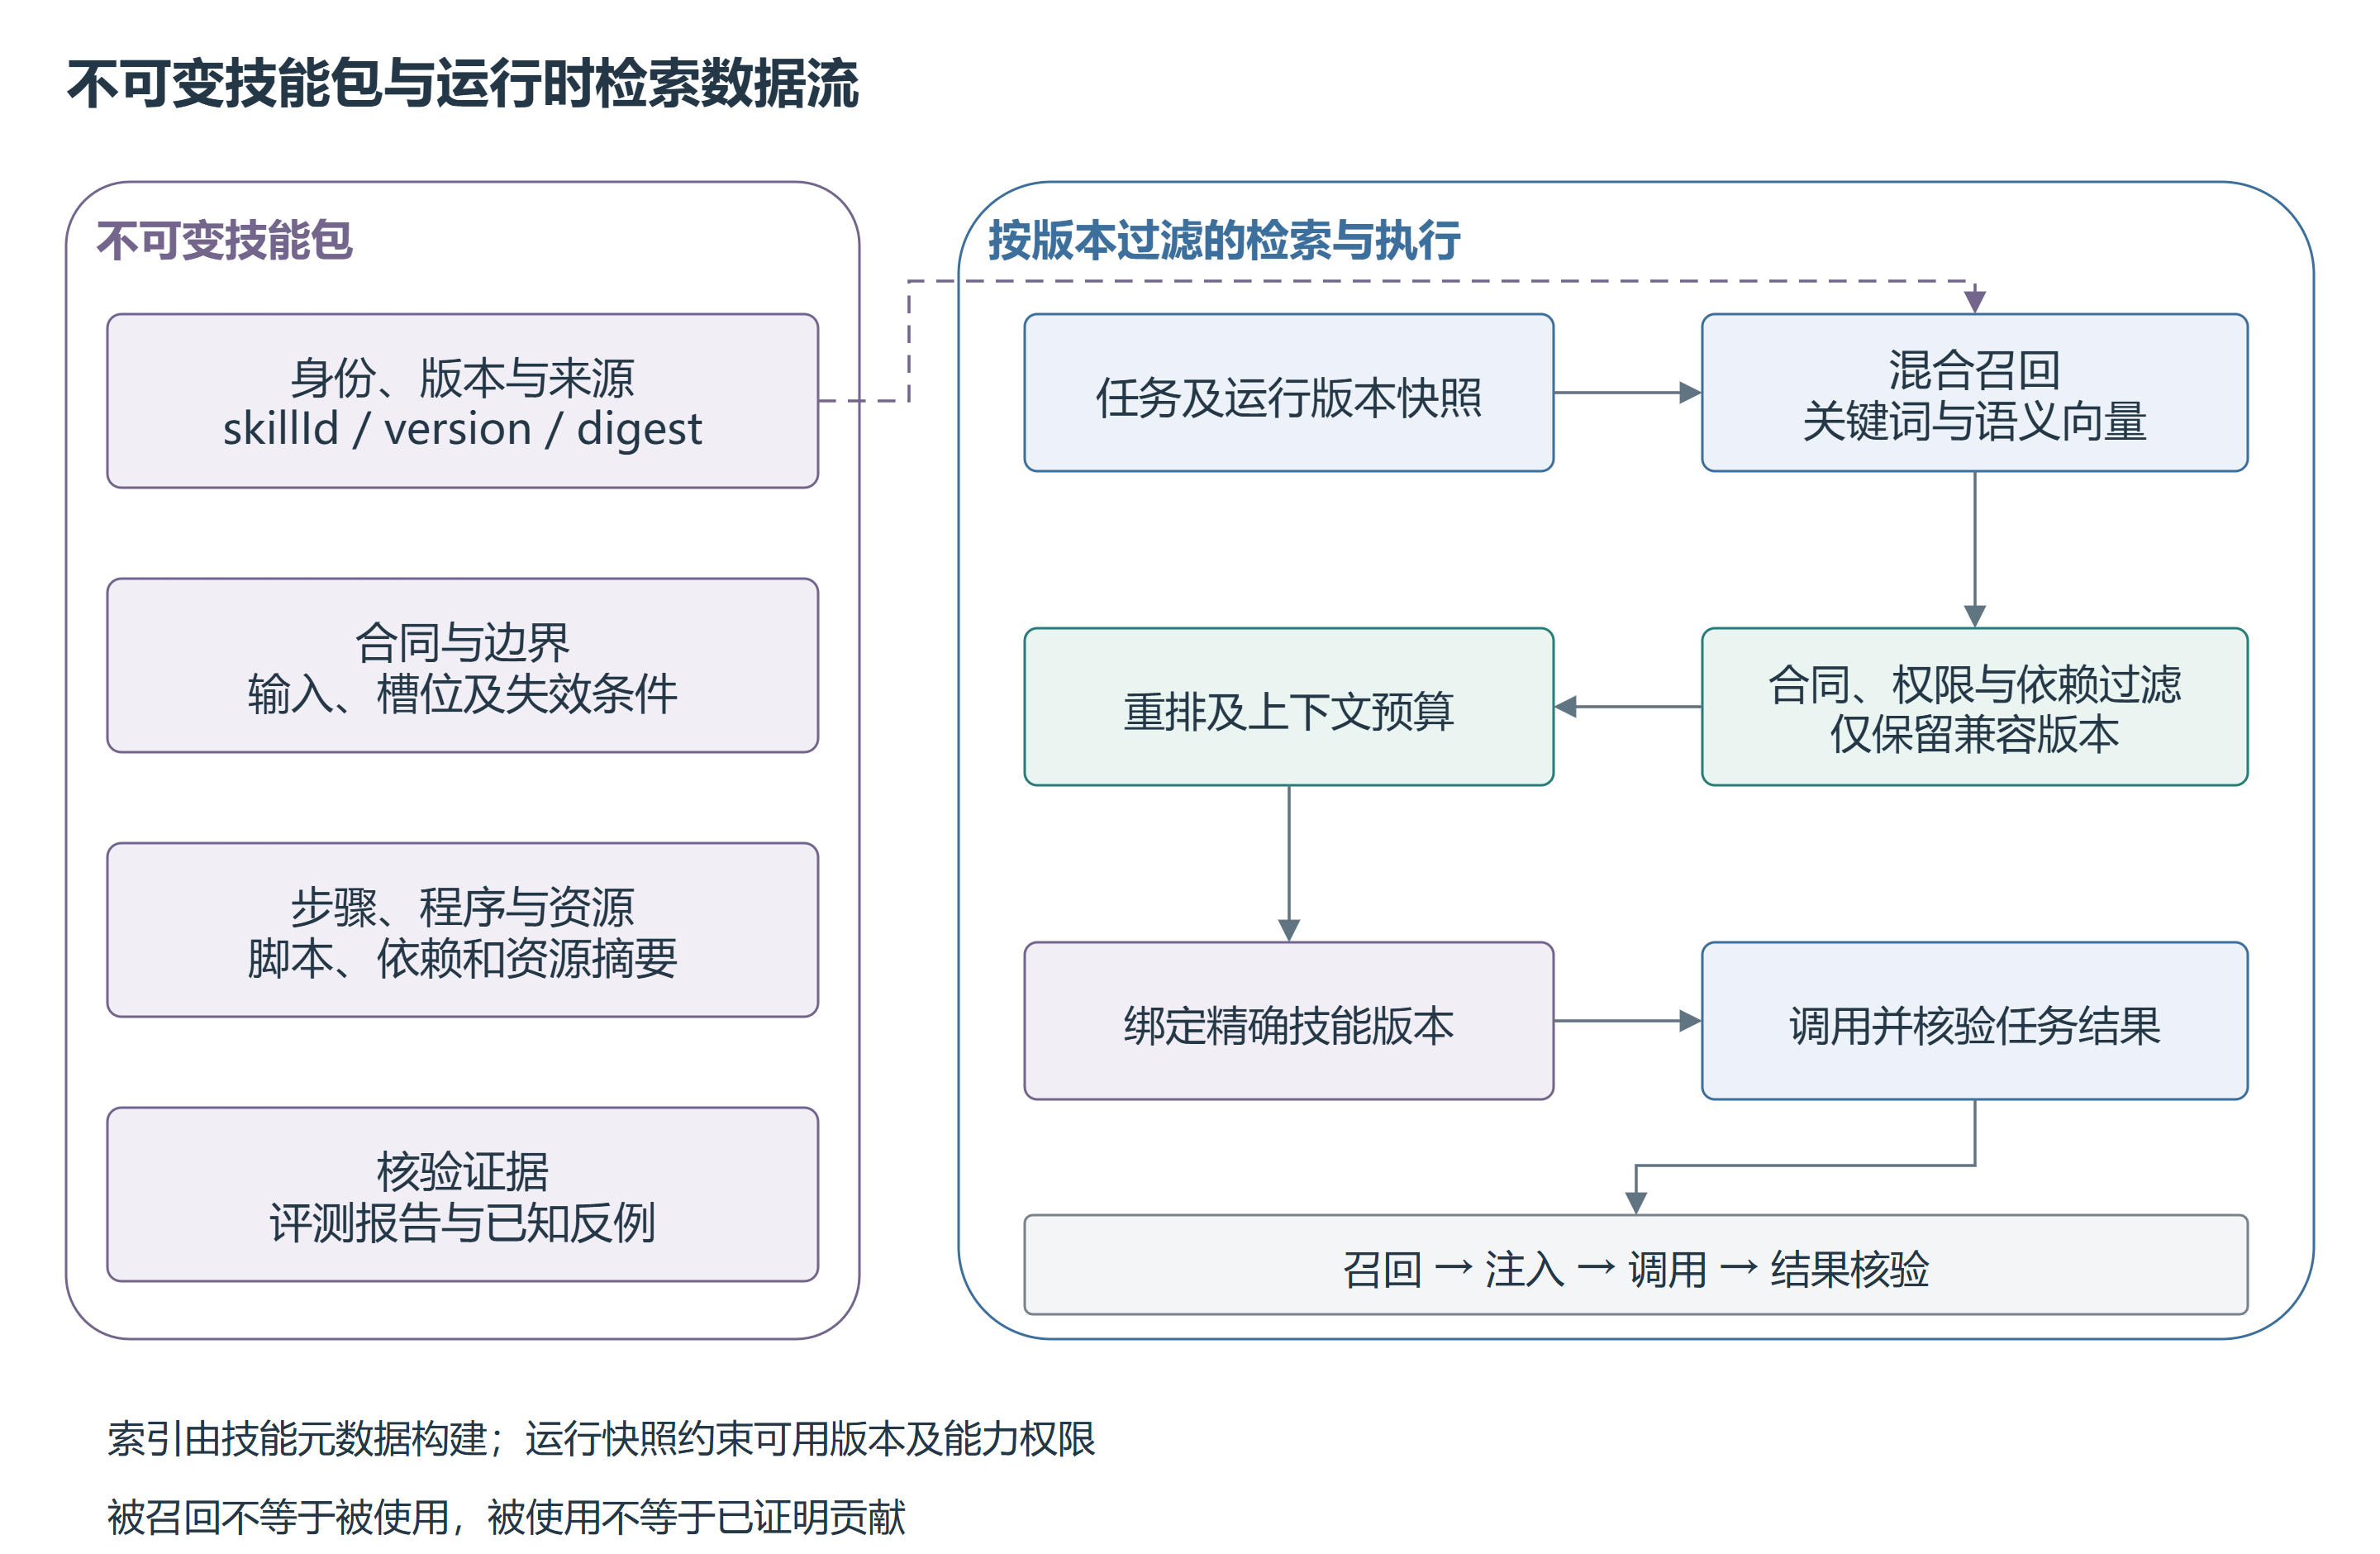 不可变技能包与运行时检索数据流
不可变技能包
身份、版本与来源
skillId / version / digest
合同与边界
输入、槽位及失效条件
步骤、程序与资源
脚本、依赖和资源摘要
核验证据
评测报告与已知反例
按版本过滤的检索与执行
任务及运行版本快照
混合召回
关键词与语义向量
合同、权限与依赖过滤
仅保留兼容版本
重排及上下文预算
绑定精确技能版本
调用并核验任务结果
召回 → 注入 → 调用 → 结果核验
索引由技能元数据构建；运行快照约束可用版本及能力权限
被召回不等于被使用，被使用不等于已证明贡献